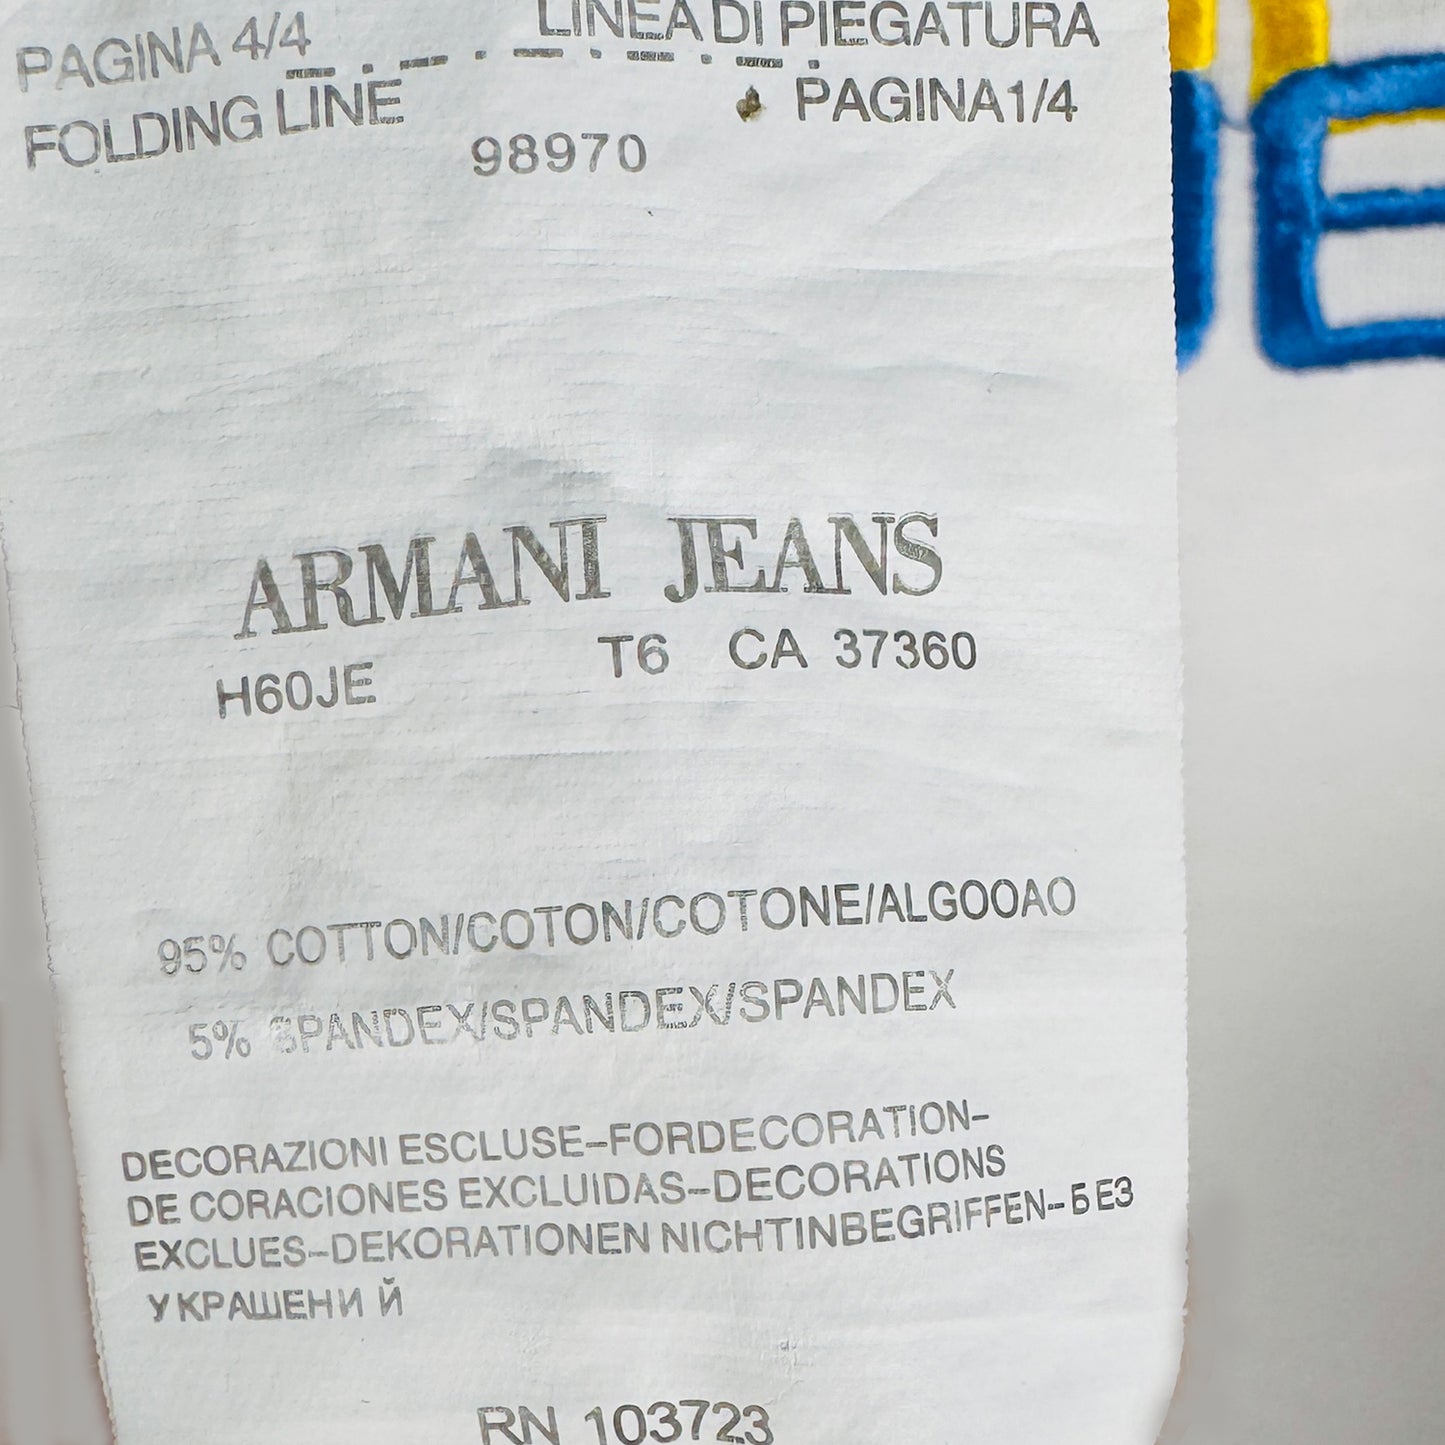 PAGINA 4/4 LINEA DI PIEGATURA
FOLDING LINE PAGINA1/4
98970
ARMANI JEANS
H60JE T6 CA 37360
95% COTTON/COTON/COTONE/ALGOOAO
5% SPANDEX/SPANDEX/SPANDEX
DECORAZIONI ESCLUSE-FORDECORATION-
DE CORACIONES EXCLUIDAS-DECORATIONS
EXCLUES-DEKORATIONEN NICHTINBEGRIFFEN-Б ЕЗ
УКРАШЕНИ Й
RN 103723